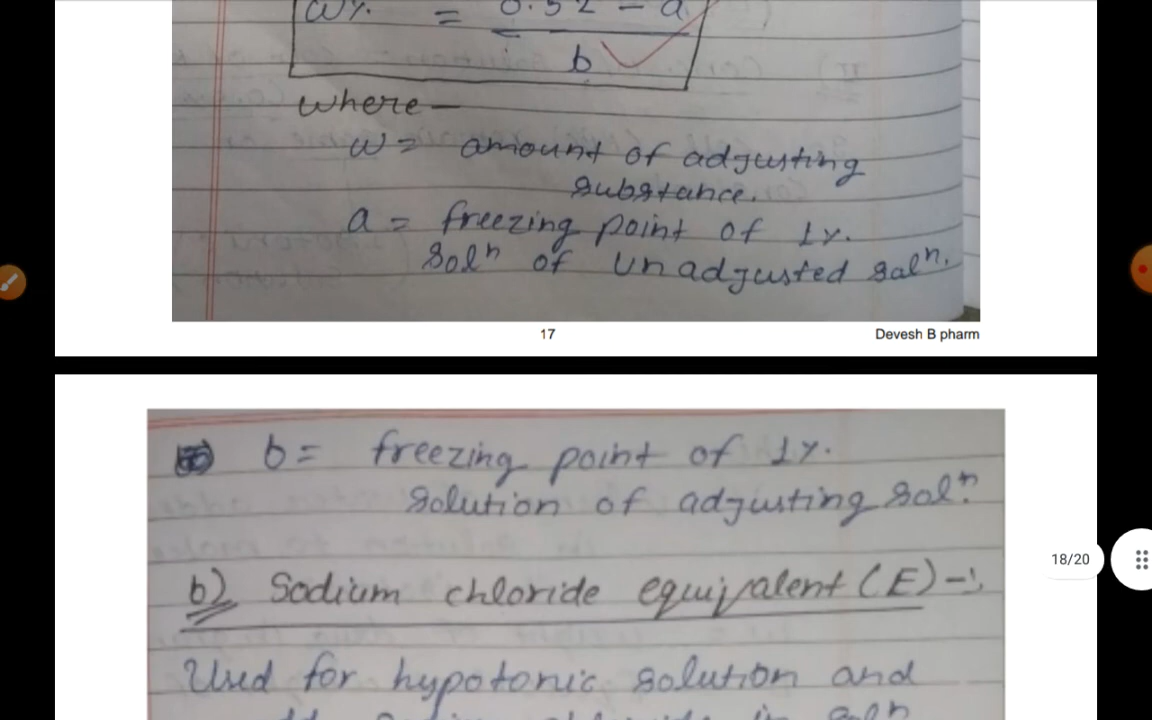 W%. = 0.52 - a
b
where —
w = amount of adjusting
substance.
a = freezing point of 1%.
Solⁿ of Unadjusted salⁿ.
17 Devesh B pharm
b = freezing point of 1%.
Solution of adjusting solⁿ.
b) Sodium chloride equivalent (E) -:
18/20
Used for hypotonic solution and